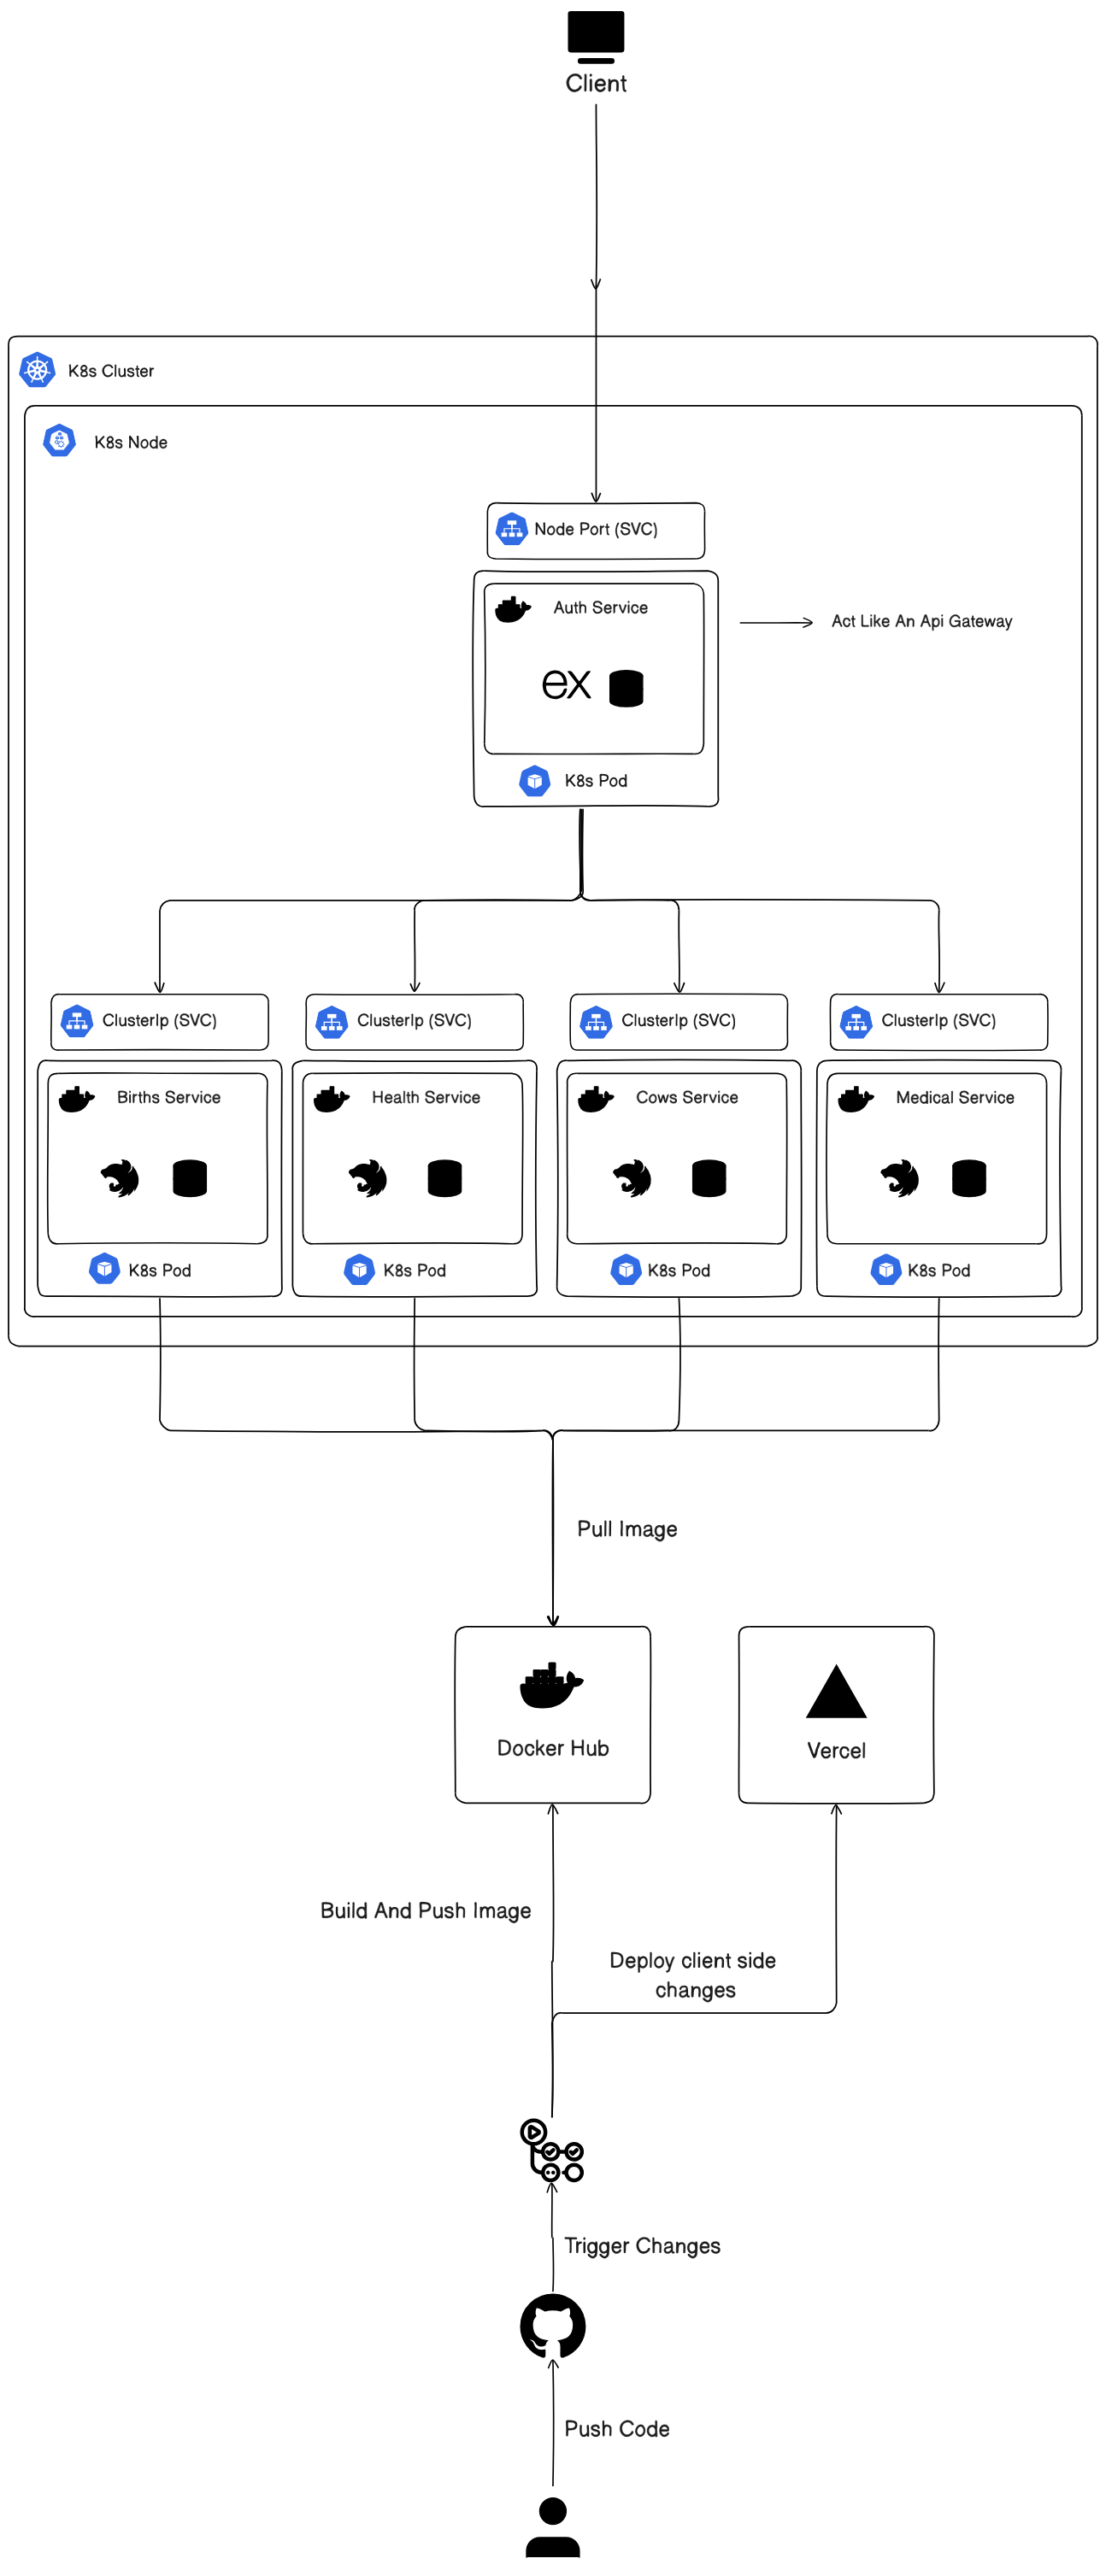 Client
K8s Cluster
K8s Node
Node Port (SVC)
Auth Service
Act Like An Api Gateway
ex
K8s Pod
ClusterIp (SVC)
ClusterIp (SVC)
ClusterIp (SVC)
ClusterIp (SVC)
Births Service
Health Service
Cows Service
Medical Service
K8s Pod
K8s Pod
K8s Pod
K8s Pod
Pull Image
Docker Hub
Vercel
Build And Push Image
Deploy client side
changes
Trigger Changes
Push Code